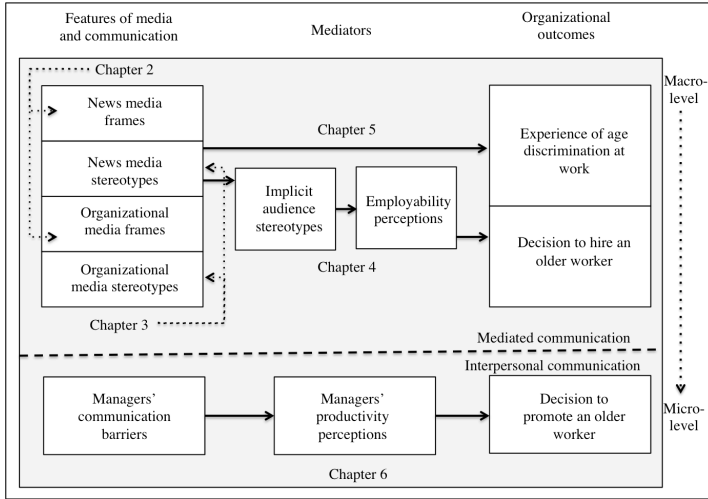 Features of media
and communication
Mediators
Organizational
outcomes
Chapter 2
Macro-
level
News media
frames
Chapter 5
Experience of age
discrimination at
work
News media
stereotypes
Implicit
audience
stereotypes
Employability
perceptions
Organizational
media frames
Decision to hire an
older worker
Chapter 4
Organizational
media stereotypes
Chapter 3
Mediated communication
Interpersonal communication
Managers’
communication
barriers
Managers’
productivity
perceptions
Decision to
promote an older
worker
Micro-
level
Chapter 6